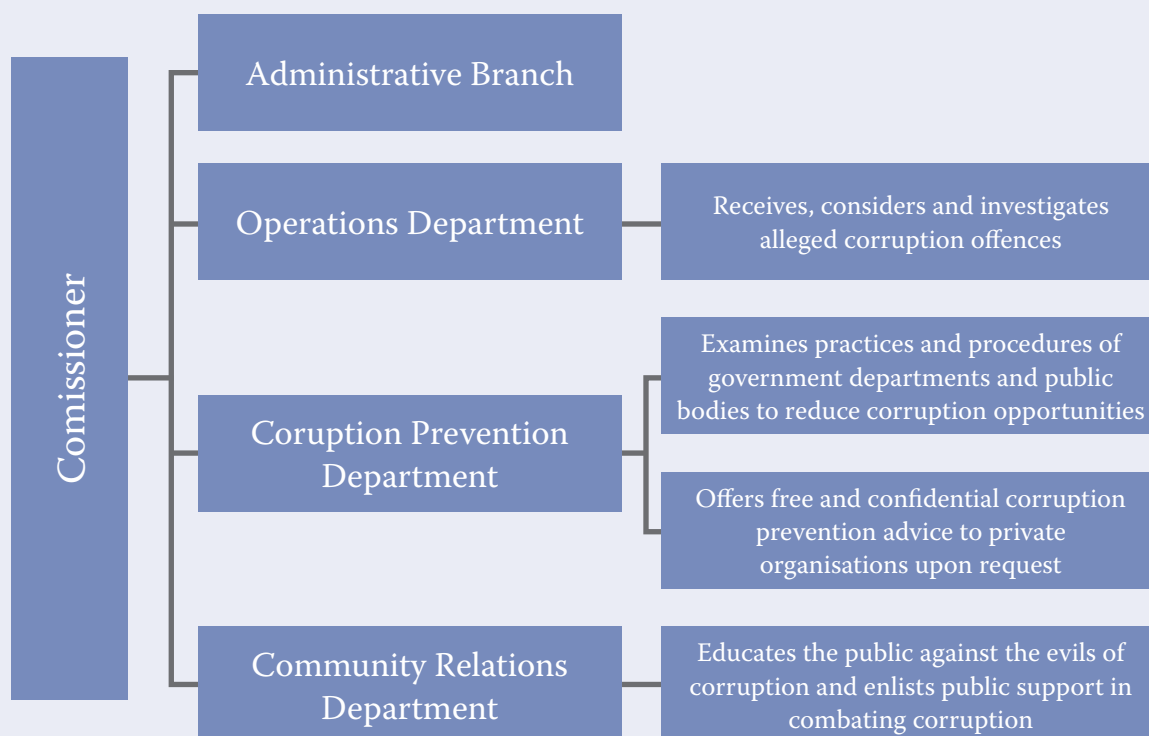 Comissioner
Administrative Branch
Operations Department
Receives, considers and investigates
alleged corruption offences
Coruption Prevention
Department
Examines practices and procedures of
government departments and public
bodies to reduce corruption opportunities
Offers free and confidential corruption
prevention advice to private
organisations upon request
Community Relations
Department
Educates the public against the evils of
corruption and enlists public support in
combating corruption